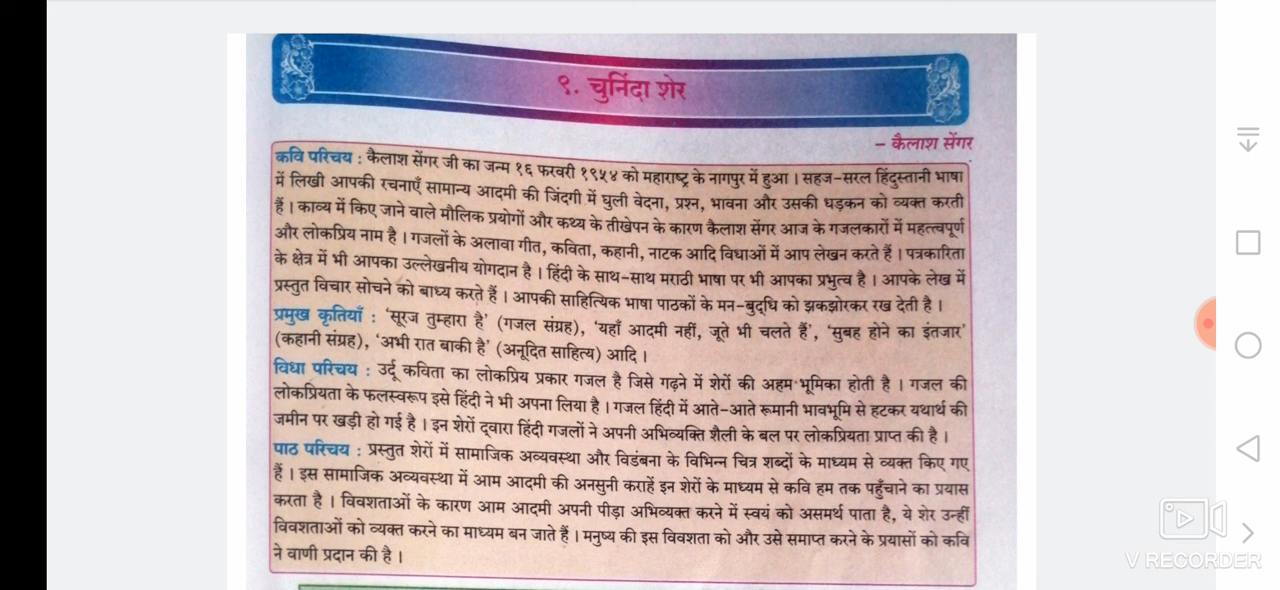 ९. चुनिंदा शेर
– कैलाश सेंगर
कवि परिचय : कैलाश सेंगर जी का जन्म १६ फरवरी १९५४ को महाराष्ट्र के नागपुर में हुआ । सहज-सरल हिंदुस्तानी भाषा
में लिखी आपकी रचनाएँ सामान्य आदमी की जिंदगी में घुली वेदना, प्रश्न, भावना और उसकी धड़कन को व्यक्त करती
हैं । काव्य में किए जाने वाले मौलिक प्रयोगों और कथ्य के तीखेपन के कारण कैलाश सेंगर आज के गजलकारों में महत्त्वपूर्ण
और लोकप्रिय नाम है । गजलों के अलावा गीत, कविता, कहानी, नाटक आदि विधाओं में आप लेखन करते हैं । पत्रकारिता
के क्षेत्र में भी आपका उल्लेखनीय योगदान है । हिंदी के साथ-साथ मराठी भाषा पर भी आपका प्रभुत्व है । आपके लेख में
प्रस्तुत विचार सोचने को बाध्य करते हैं । आपकी साहित्यिक भाषा पाठकों के मन-बुद्धि को झकझोरकर रख देती है ।
प्रमुख कृतियाँ : 'सूरज तुम्हारा है' (गजल संग्रह), 'यहाँ आदमी नहीं, जूते भी चलते हैं', 'सुबह होने का इंतजार'
(कहानी संग्रह), 'अभी रात बाकी है' (अनूदित साहित्य) आदि ।
विधा परिचय : उर्दू कविता का लोकप्रिय प्रकार गजल है जिसे गढ़ने में शेरों की अहम भूमिका होती है । गजल की
लोकप्रियता के फलस्वरूप इसे हिंदी ने भी अपना लिया है । गजल हिंदी में आते-आते रूमानी भावभूमि से हटकर यथार्थ की
जमीन पर खड़ी हो गई है । इन शेरों द्वारा हिंदी गजलों ने अपनी अभिव्यक्ति शैली के बल पर लोकप्रियता प्राप्त की है ।
पाठ परिचय : प्रस्तुत शेरों में सामाजिक अव्यवस्था और विडंबना के विभिन्न चित्र शब्दों के माध्यम से व्यक्त किए गए
हैं । इस सामाजिक अव्यवस्था में आम आदमी की अनसुनी कराहें इन शेरों के माध्यम से कवि हम तक पहुँचाने का प्रयास
करता है । विवशताओं के कारण आम आदमी अपनी पीड़ा अभिव्यक्त करने में स्वयं को असमर्थ पाता है, ये शेर उन्हीं
विवशताओं को व्यक्त करने का माध्यम बन जाते हैं । मनुष्य की इस विवशता को और उसे समाप्त करने के प्रयासों को कवि
ने वाणी प्रदान की है ।
V RECORDER